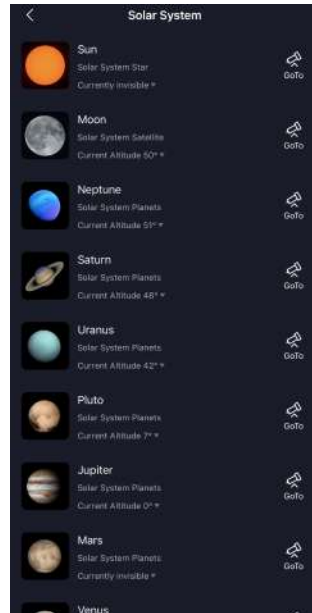 Solar System
Sun
Solar System Star
GoTo
Currently invisible
Moon
Solar System Satellite
GoTo
Current Altitude 50°
Neptune
Solar System Planets
GoTo
Current Altitude 51°
Saturn
Solar System Planets
GoTo
Current Altitude 48°
Uranus
Solar System Planets
GoTo
Current Altitude 42°
Pluto
Solar System Planets
GoTo
Current Altitude 7°
Jupiter
Solar System Planets
GoTo
Current Altitude 0°
Mars
Solar System Planets
GoTo
Currently invisible
Venus